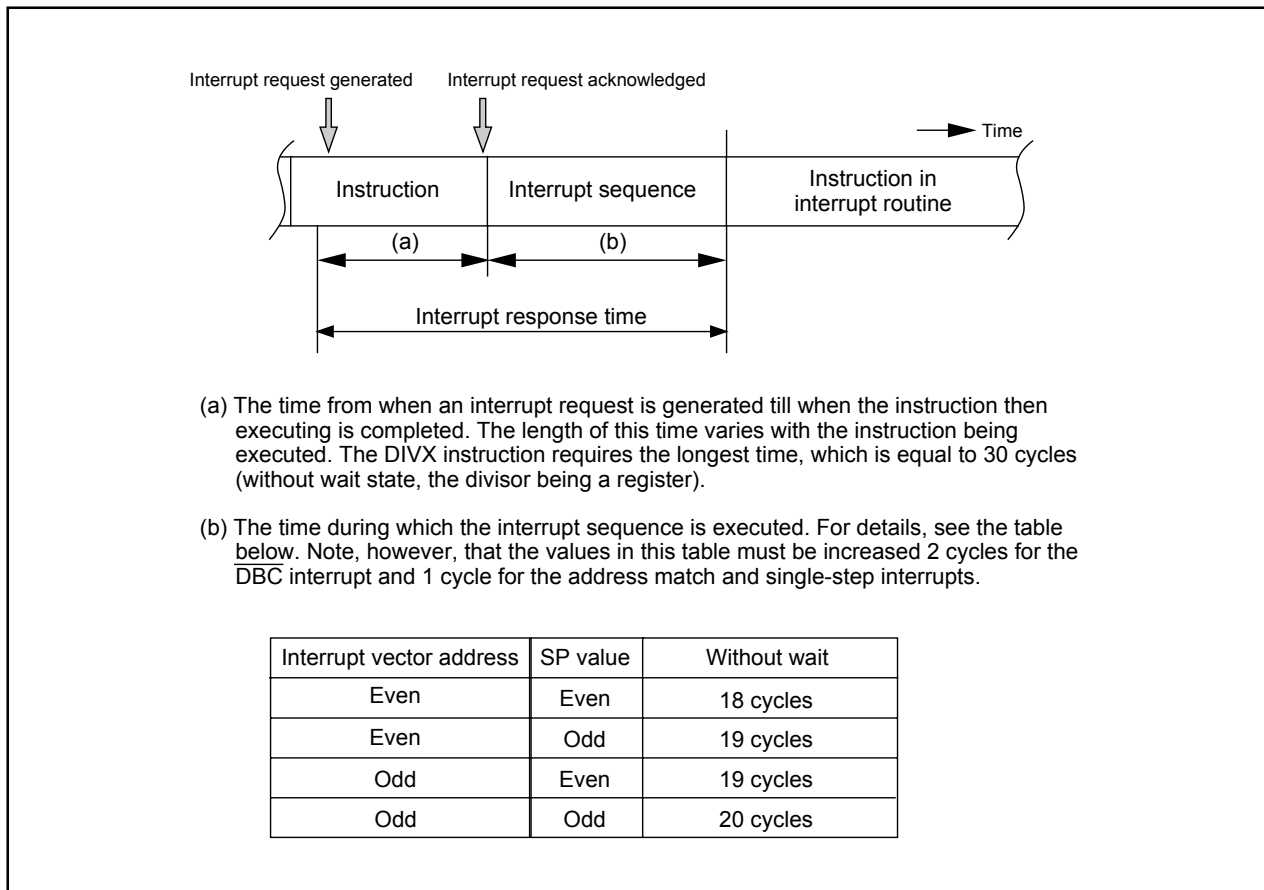 Interrupt request generated
Interrupt request acknowledged
Time
Instruction
Interrupt sequence
Instruction in
interrupt routine
(a)
(b)
Interrupt response time
(a) The time from when an interrupt request is generated till when the instruction then
executing is completed. The length of this time varies with the instruction being
executed. The DIVX instruction requires the longest time, which is equal to 30 cycles
(without wait state, the divisor being a register).
(b) The time during which the interrupt sequence is executed. For details, see the table
below. Note, however, that the values in this table must be increased 2 cycles for the
DBC interrupt and 1 cycle for the address match and single-step interrupts.
Interrupt vector address SP value Without wait
Even Even 18 cycles
Even Odd 19 cycles
Odd Even 19 cycles
Odd Odd 20 cycles